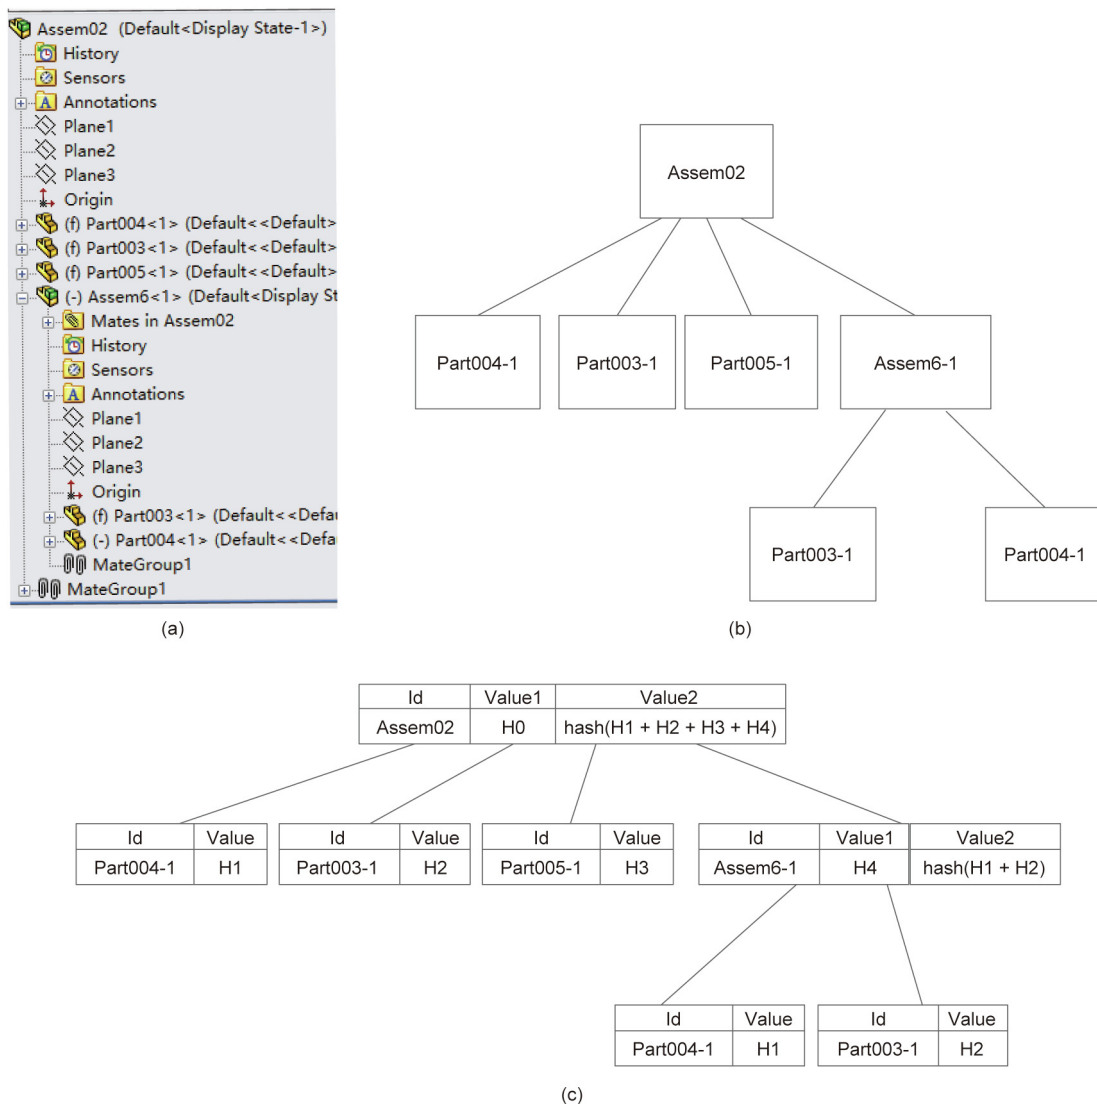 Assem02 (Default<Display State-1>)
History
Sensors
Annotations
Plane1
Plane2
Plane3
Origin
(f) Part004<1> (Default<<Default>
(f) Part003<1> (Default<<Default>
(f) Part005<1> (Default<<Default>
(-) Assem6<1> (Default<Display St
Mates in Assem02
History
Sensors
A Annotations
Plane1
Plane2
Plane3
Origin
(f) Part003<1> (Default<<Defau
(-) Part004<1> (Default<<Defa
MateGroup1
MateGroup1
(a)
Assem02
Part004-1 Part003-1 Part005-1 Assem6-1
Part003-1 Part004-1
(b)
Id Value1 Value2
Assem02 H0 hash(H1 + H2 + H3 + H4)
Id Value Id Value Id Value Id Value1 Value2
Part004-1 H1 Part003-1 H2 Part005-1 H3 Assem6-1 H4 hash(H1 + H2)
Id Value Id Value
Part004-1 H1 Part003-1 H2
(c)